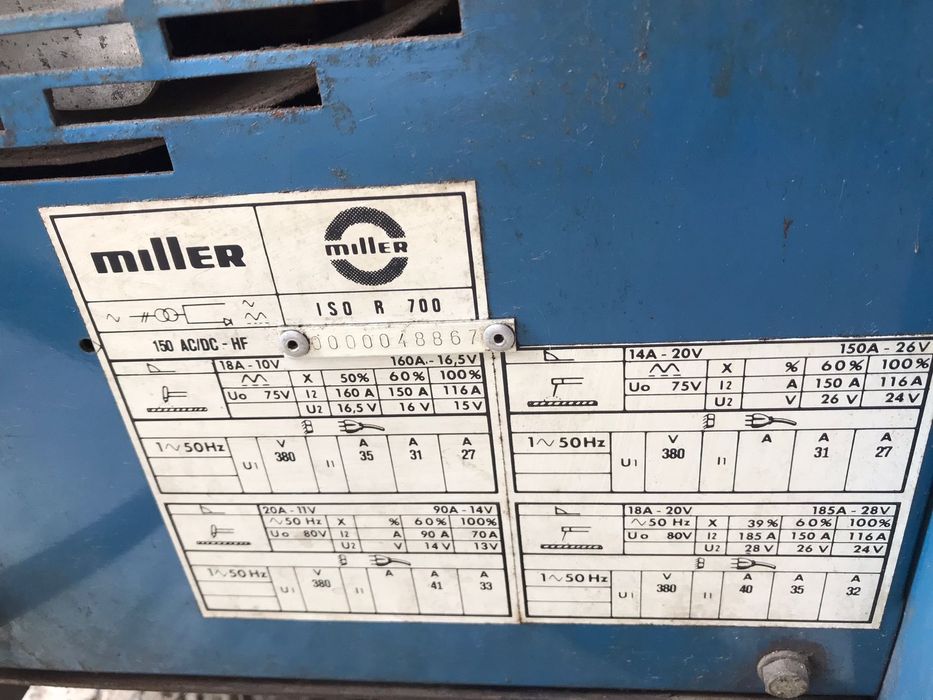 miller
miller
ISO R 700
150 AC/DC - HF
0000048867
18A - 10V 160A - 16,5V
X 50% 60% 100%
Uo 75V I2 160 A 150 A 116 A
U2 16,5 V 16 V 15 V
1∿50Hz U1 V 380 I1 A 35 A 31 A 27
14A - 20V 150A - 26V
X % 60% 100%
Uo 75V I2 A 150 A 116 A
U2 V 26 V 24 V
1∿50Hz U1 V 380 I1 A A 31 A 27
20A - 11V 90A - 14V
∿50 Hz X % 60% 100%
Uo 80V I2 A 90 A 70A
U2 V 14V 13V
1∿50Hz U1 V 380 I1 A A 41 A 33
18A - 20V 185A - 28V
∿50 Hz X 39% 60% 100%
Uo 80V I2 185 A 150 A 116A
U2 28 V 26 V 24V
1∿50Hz U1 V 380 I1 A 40 A 35 A 32